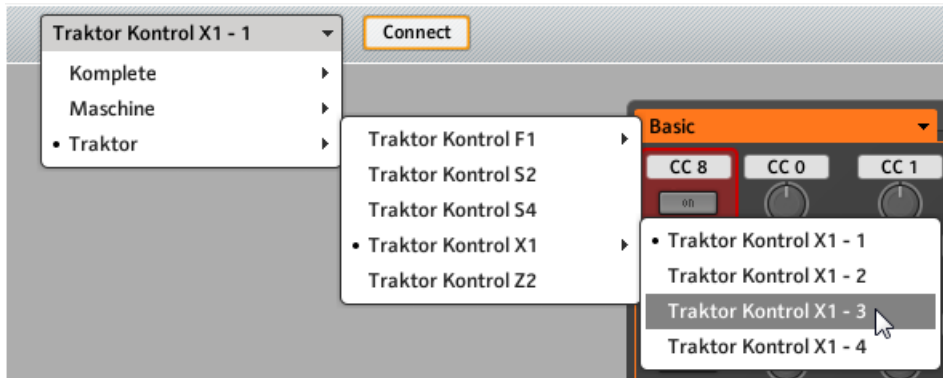 Traktor Kontrol X1 - 1
Connect
Komplete
Maschine
• Traktor
Traktor Kontrol F1
Traktor Kontrol S2
Traktor Kontrol S4
• Traktor Kontrol X1
Traktor Kontrol Z2
Basic
CC 8 CC 0 CC 1
on
• Traktor Kontrol X1 - 1
Traktor Kontrol X1 - 2
Traktor Kontrol X1 - 3
Traktor Kontrol X1 - 4